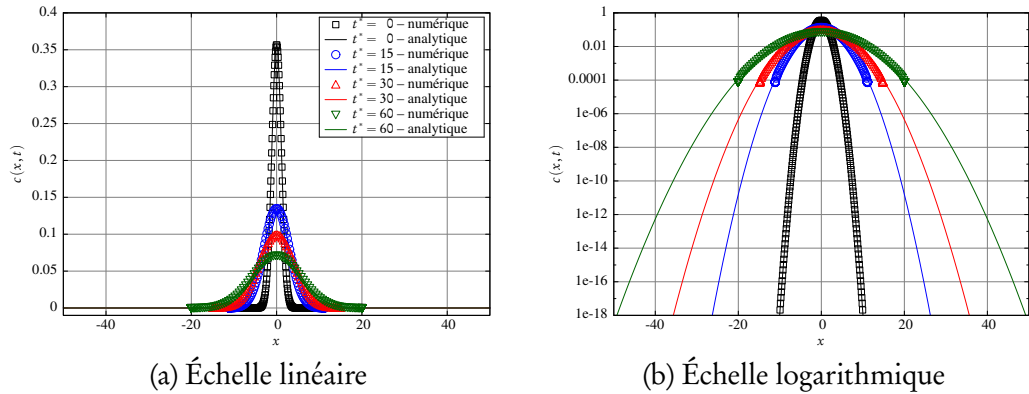 0.4
0.35
0.3
0.25
0.2
0.15
0.1
0.05
0
c(x, t)
t* = 0 – numérique
t* = 0 – analytique
t* = 15 – numérique
t* = 15 – analytique
t* = 30 – numérique
t* = 30 – analytique
t* = 60 – numérique
t* = 60 – analytique
-40 -20 0 20 40
x
(a) Échelle linéaire
1
0.01
0.0001
1e-06
1e-08
1e-10
1e-12
1e-14
1e-16
1e-18
c(x, t)
-40 -20 0 20 40
x
(b) Échelle logarithmique